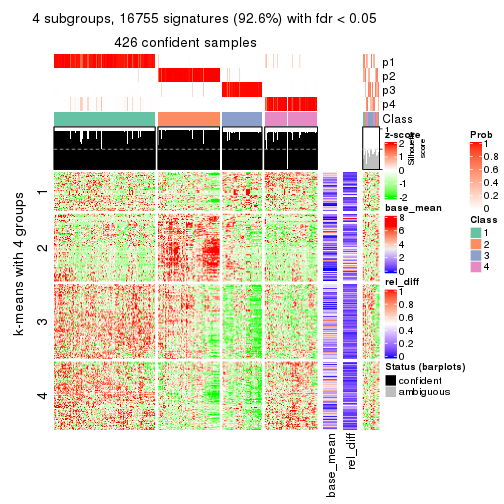 4 subgroups, 16755 signatures (92.6%) with fdr < 0.05
426 confident samples
p1
p2
p3
p4
Class
1
Silhouette
score
k-means with 4 groups
1
2
3
4
base_mean
rel_diff
z-score
2
1
0
-1
-2
base_mean
8
6
4
2
0
rel_diff
1
0.8
0.6
0.4
0.2
0
Status (barplots)
confident
ambiguous
Prob
1
0.8
0.6
0.4
0.2
0
Class
1
2
3
4